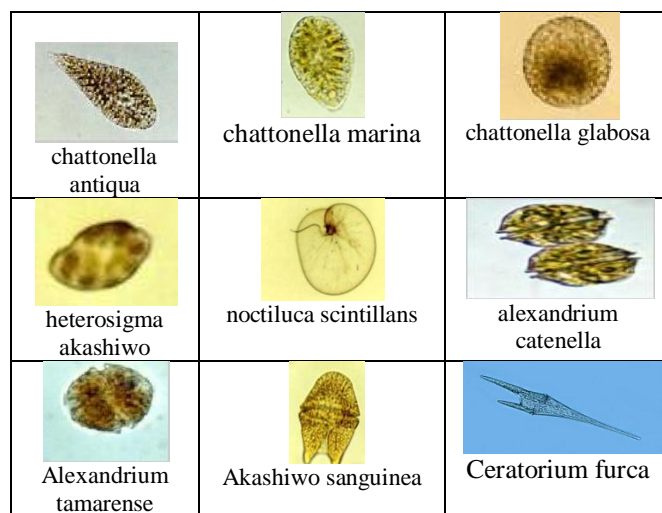 chattonella
antiqua
chattonella marina
chattonella glabosa
heterosigma
akashiwo
noctiluca scintillans
alexandrium
catenella
Alexandrium
tamarense
Akashiwo sanguinea
Ceratorium furca